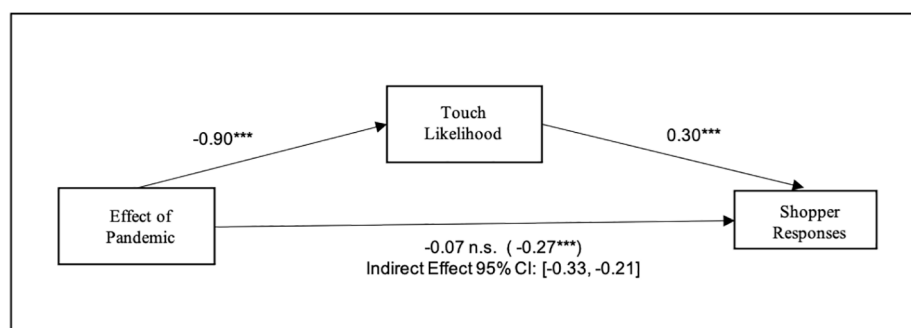 Touch
Likelihood
-0.90***
0.30***
Effect of
Pandemic
Shopper
Responses
-0.07 n.s. ( -0.27***)
Indirect Effect 95% CI: [-0.33, -0.21]